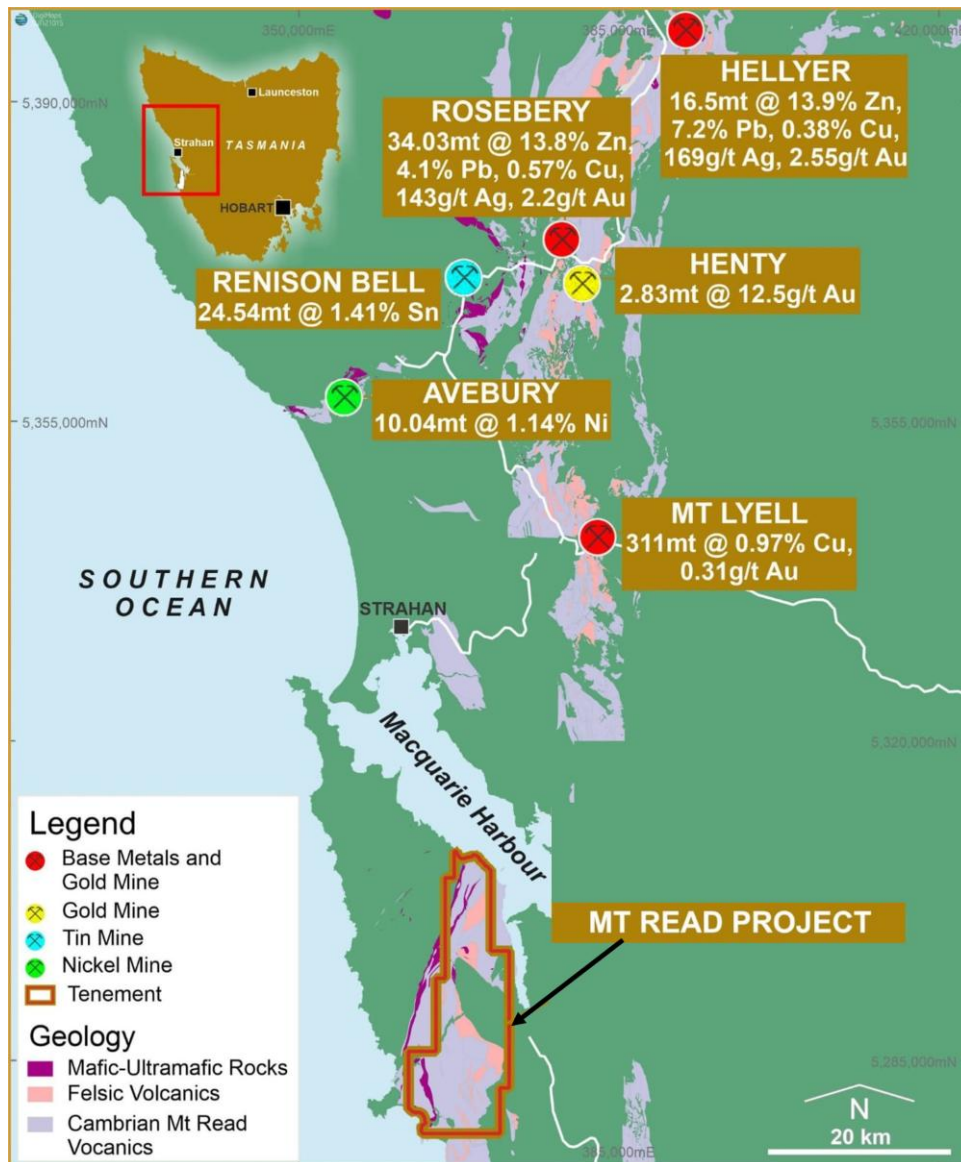 350,000mE
385,000mE
420,000mE
5,390,000mN
Launceston
Strahan
TASMANIA
HOBART
HELLYER
16.5mt @ 13.9% Zn,
7.2% Pb, 0.38% Cu,
169g/t Ag, 2.55g/t Au
ROSEBERY
34.03mt @ 13.8% Zn,
4.1% Pb, 0.57% Cu,
143g/t Ag, 2.2g/t Au
RENISON BELL
24.54mt @ 1.41% Sn
HENTY
2.83mt @ 12.5g/t Au
AVEBURY
10.04mt @ 1.14% Ni
5,355,000mN
5,355,000mN
MT LYELL
311mt @ 0.97% Cu,
0.31g/t Au
SOUTHERN
OCEAN
STRAHAN
5,320,000mN
Macquarie Harbour
MT READ PROJECT
Legend
Base Metals and
Gold Mine
Gold Mine
Tin Mine
Nickel Mine
Tenement
Geology
Mafic-Ultramafic Rocks
Felsic Volcanics
Cambrian Mt Read
Vocanics
5,285,000mN
N
20 km
385,000mE